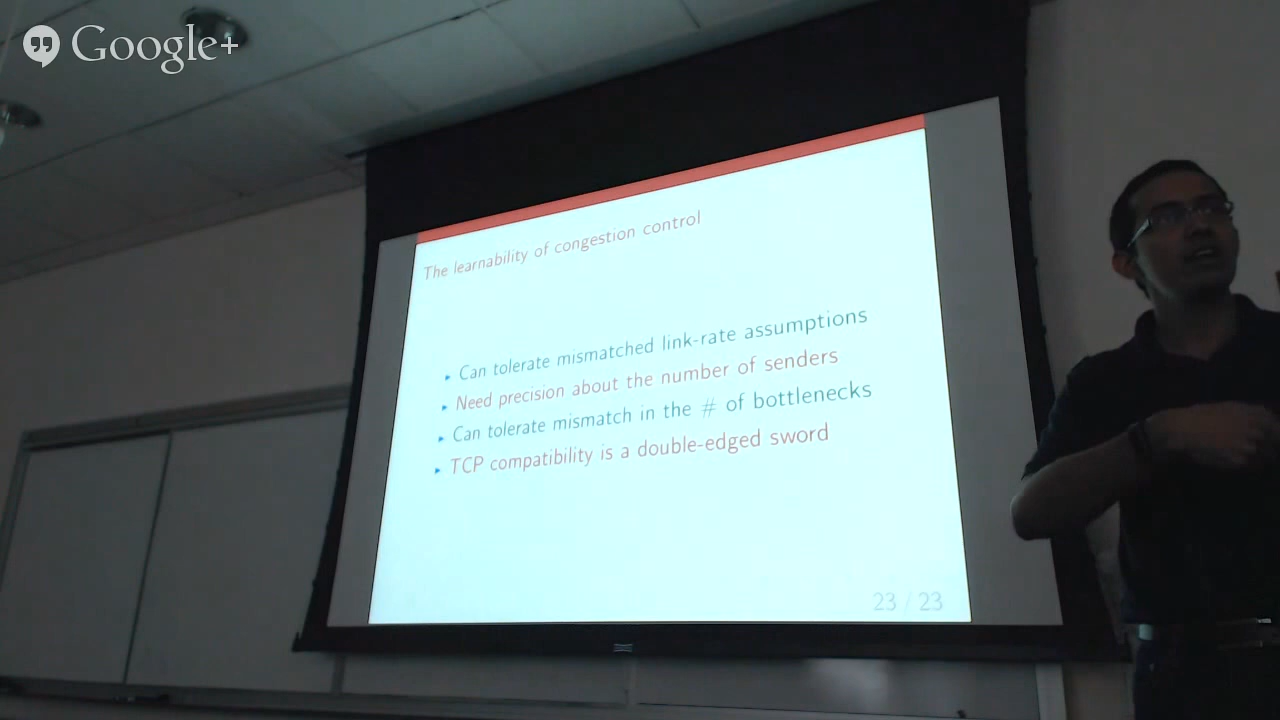 Google+
The learnability of congestion control
Can tolerate mismatched link-rate assumptions
Need precision about the number of senders
Can tolerate mismatch in the # of bottlenecks
TCP compatibility is a double-edged sword
23 / 23